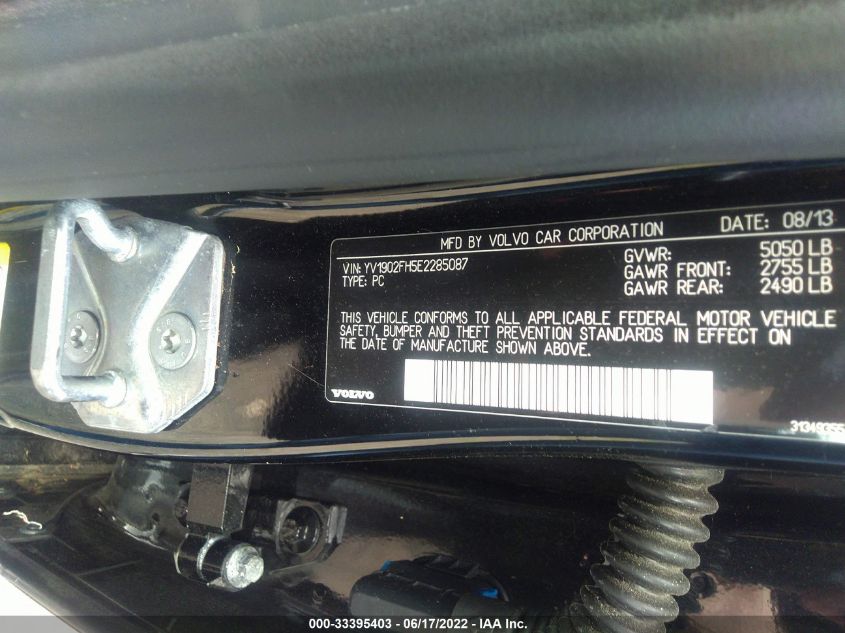 MFD BY VOLVO CAR CORPORATION DATE: 08/13
VIN: YV1902FH5E2285087 GVWR: 5050 LB
TYPE: PC GAWR FRONT: 2755 LB
GAWR REAR: 2490 LB
THIS VEHICLE CONFORMS TO ALL APPLICABLE FEDERAL MOTOR VEHICLE
SAFETY, BUMPER AND THEFT PREVENTION STANDARDS IN EFFECT ON
THE DATE OF MANUFACTURE SHOWN ABOVE.
VOLVO
31349355
000-33395403 - 06/17/2022 - IAA Inc.